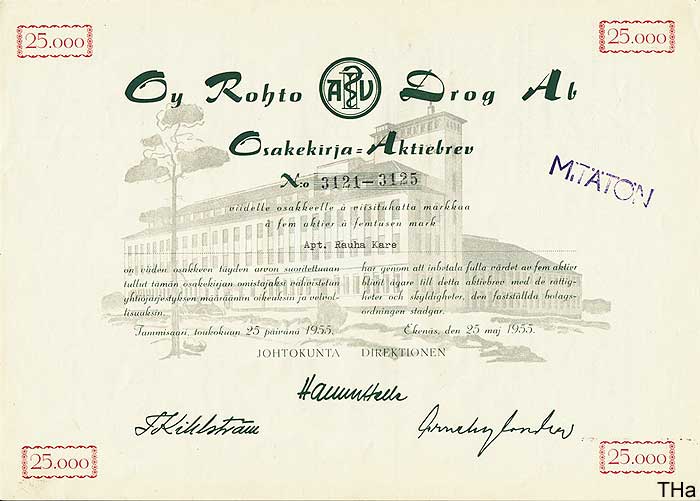 25.000 25.000
Oy Rohto APV Drog Ab
Osakekirja=Aktiebrev
N:o 3121—3125
MITÄTÖN
viidelle osakkeelle à viisituhatta markkaa
à fem aktier à femtusen mark
Apt. Rauha Kare
on viiden osakkeen täyden arvon suoritettuaan
tullut tämän osakekirjan omistajaksi vahvistetun
yhtiöjärjestyksen määräämin oikeuksin ja velvol-
lisuuksin.
har genom att inbetala fulla värdet av fem aktier
blivit ägare till detta aktiebrev med de rättig-
heter och skyldigheter, den fastställda bolags-
ordningen stadgar.
Tammisaari, toukokuun 25 päivänä 1955. Ekenäs, den 25 maj 1955.
JOHTOKUNTA DIREKTIONEN
T Kihlström
25.000 25.000
THa